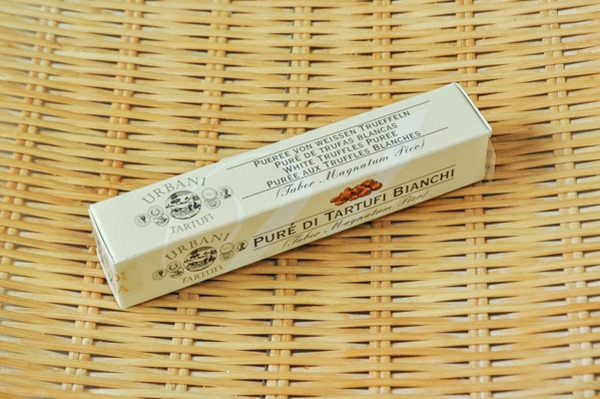 URBANI
TARTUFI
PUEREE VON WEISSEN TRUEFFELN
PURÉ DE TRUFAS BLANCAS
WHITE TRUFFLES PUREE
PURÉE AUX TRUFFLES BLANCHES
(Tuber Magnatum Pico)
URBANI
TARTUFI
PURÉ DI TARTUFI BIANCHI
(Tuber Magnatum Pico)